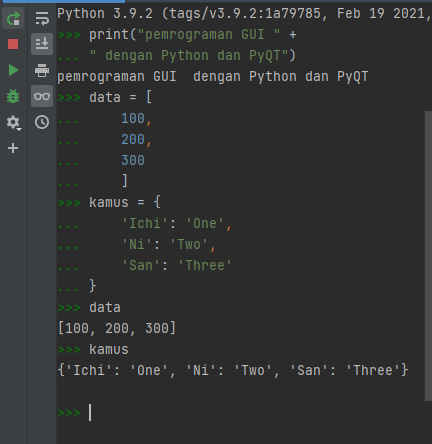 Python 3.9.2 (tags/v3.9.2:1a79785, Feb 19 2021,
>>> print("pemrograman GUI " +
... " dengan Python dan PyQT")
pemrograman GUI  dengan Python dan PyQT
>>> data = [
...     100,
...     200,
...     300
...     ]
>>> kamus = {
...     'Ichi': 'One',
...     'Ni': 'Two',
...     'San': 'Three'
... }
>>> data
[100, 200, 300]
>>> kamus
{'Ichi': 'One', 'Ni': 'Two', 'San': 'Three'}
>>>